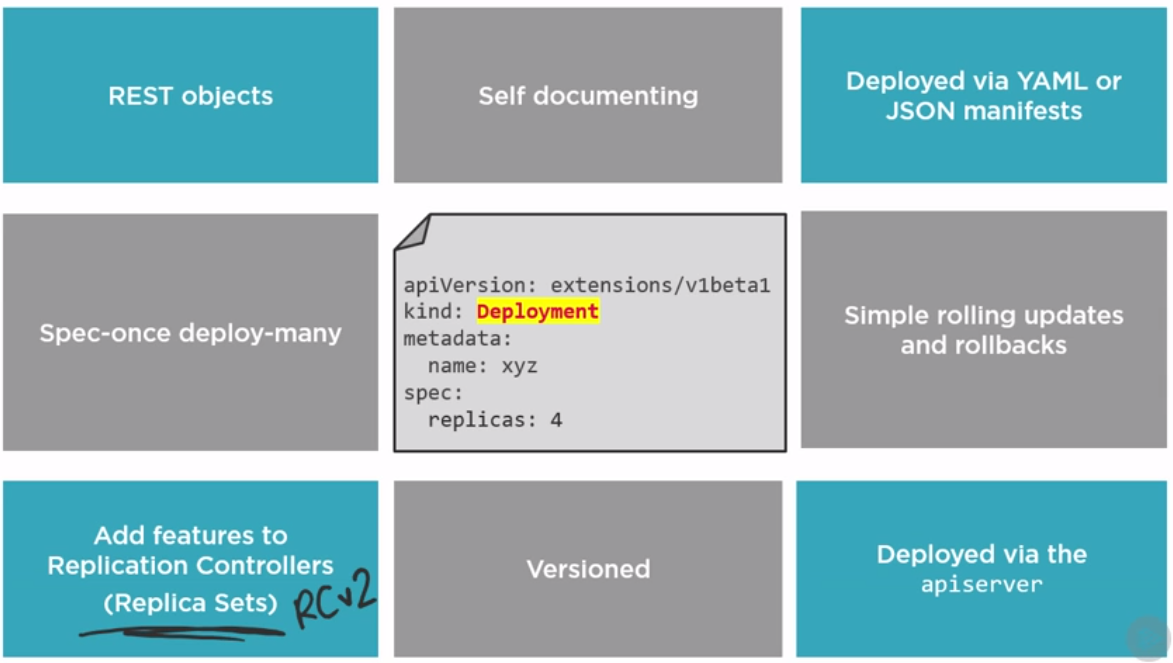 REST objects
Self documenting
Deployed via YAML or
JSON manifests
Spec-once deploy-many
apiVersion: extensions/v1beta1
kind: Deployment
metadata:
  name: xyz
spec:
  replicas: 4
Simple rolling updates
and rollbacks
Add features to
Replication Controllers
(Replica Sets) RCv2
Versioned
Deployed via the
apiserver